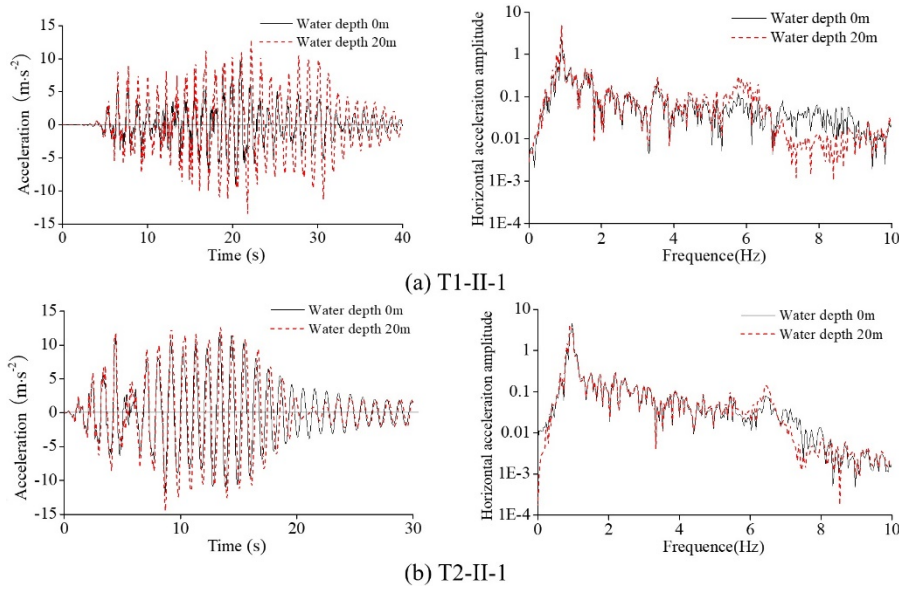 Water depth 0m
Water depth 20m
Acceleration (m·s⁻²)
15
10
5
0
-5
-10
-15
0
10
20
30
40
Time (s)
Water depth 0m
Water depth 20m
Horizontal acceleraiton amplitude
10
1
0.1
0.01
1E-3
1E-4
0
2
4
6
8
10
Frequence(Hz)
(a) T1-II-1
Water depth 0m
Water depth 20m
Acceleration (m·s⁻²)
15
10
5
0
-5
-10
-15
0
10
20
30
Time (s)
Water depth 0m
Water depth 20m
Horizontal acceleraiton amplitude
10
1
0.1
0.01
1E-3
1E-4
0
2
4
6
8
10
Frequence(Hz)
(b) T2-II-1